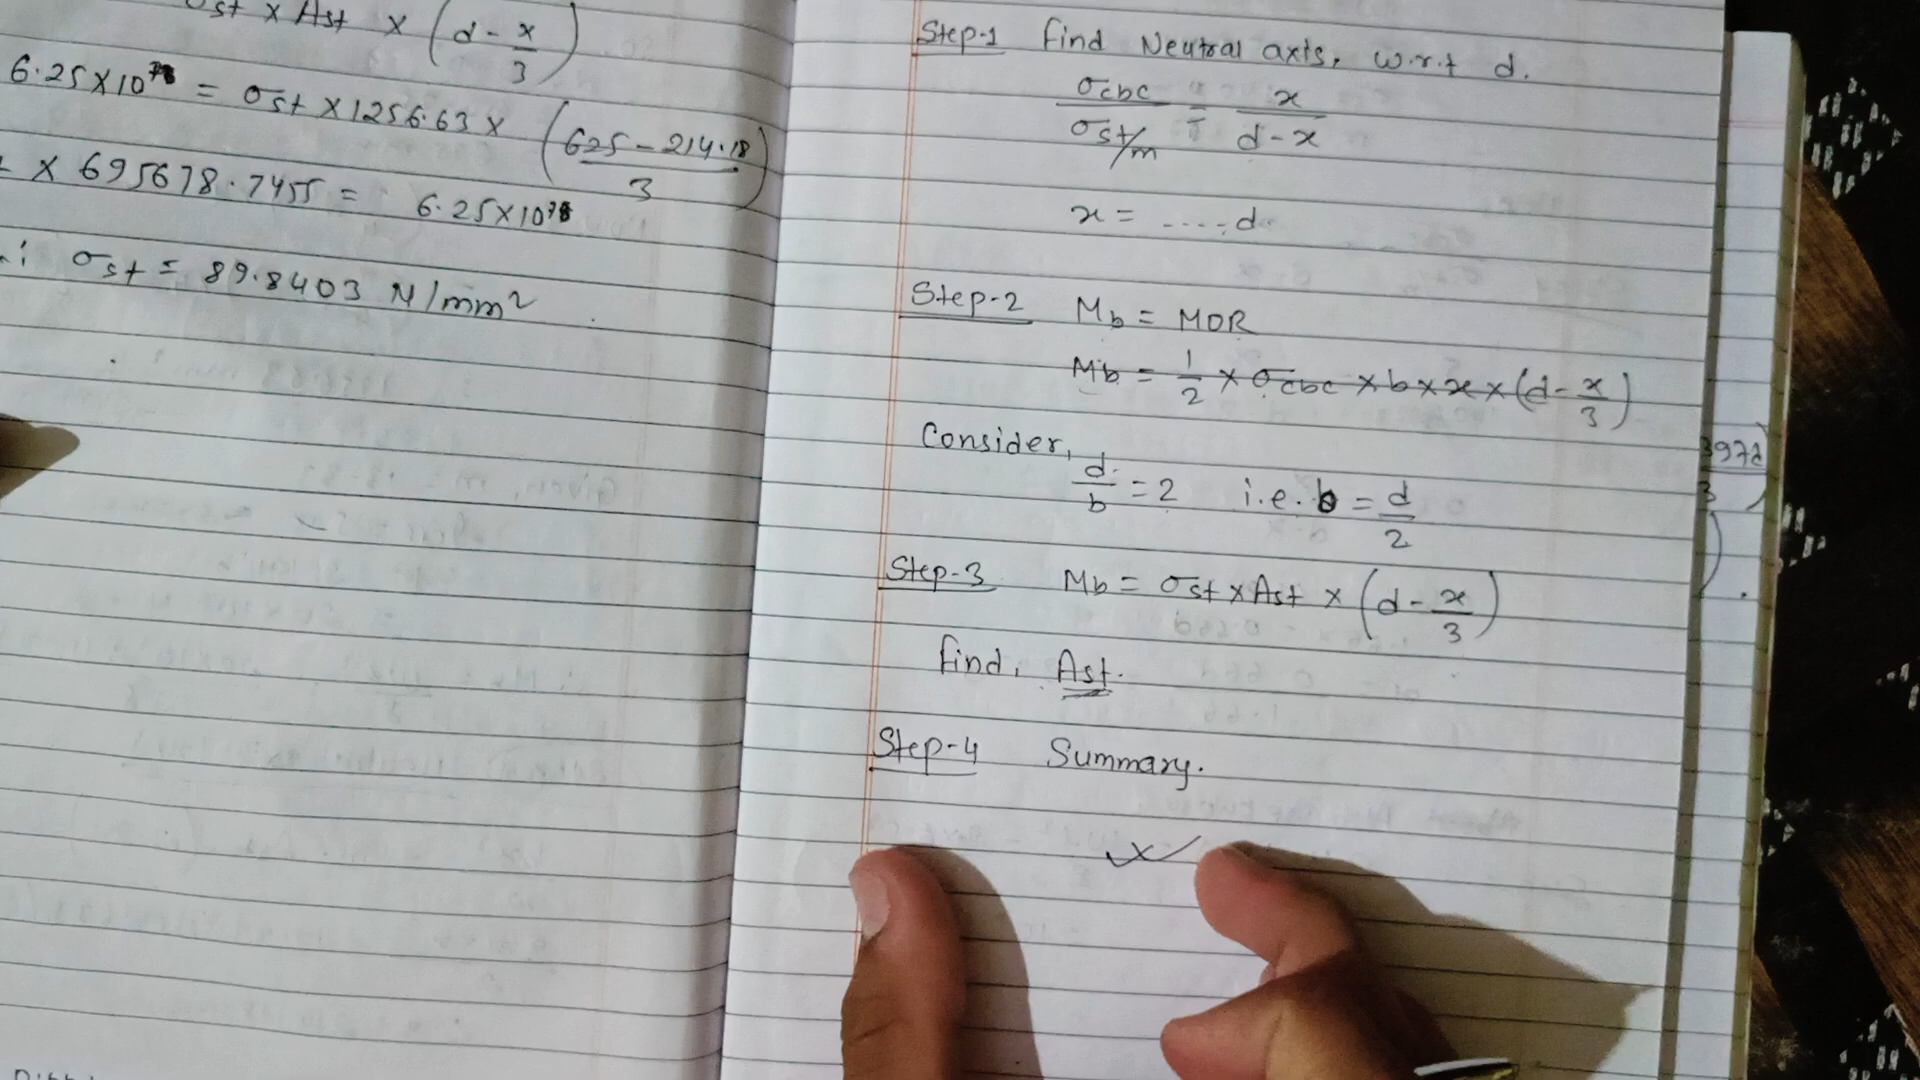 σst × Ast × (d - x/3)
6.25×10⁷ = σst × 1256.63 × (625 - 214.18/3)
× 695678.7455 = 6.25×10⁷
σst = 89.8403 N/mm²
Step-1 Find Neutral axis, w.r.t d.
σcbc / σst/m = x / d-x
x = ..... d.
Step-2 Mb = MOR
Mb = 1/2 × σcbc × b × x × (d - x/3)
Consider,
d/b = 2 i.e. b = d/2
Step-3 Mb = σst × Ast × (d - x/3)
find, Ast.
Step-4 Summary.
397d
3